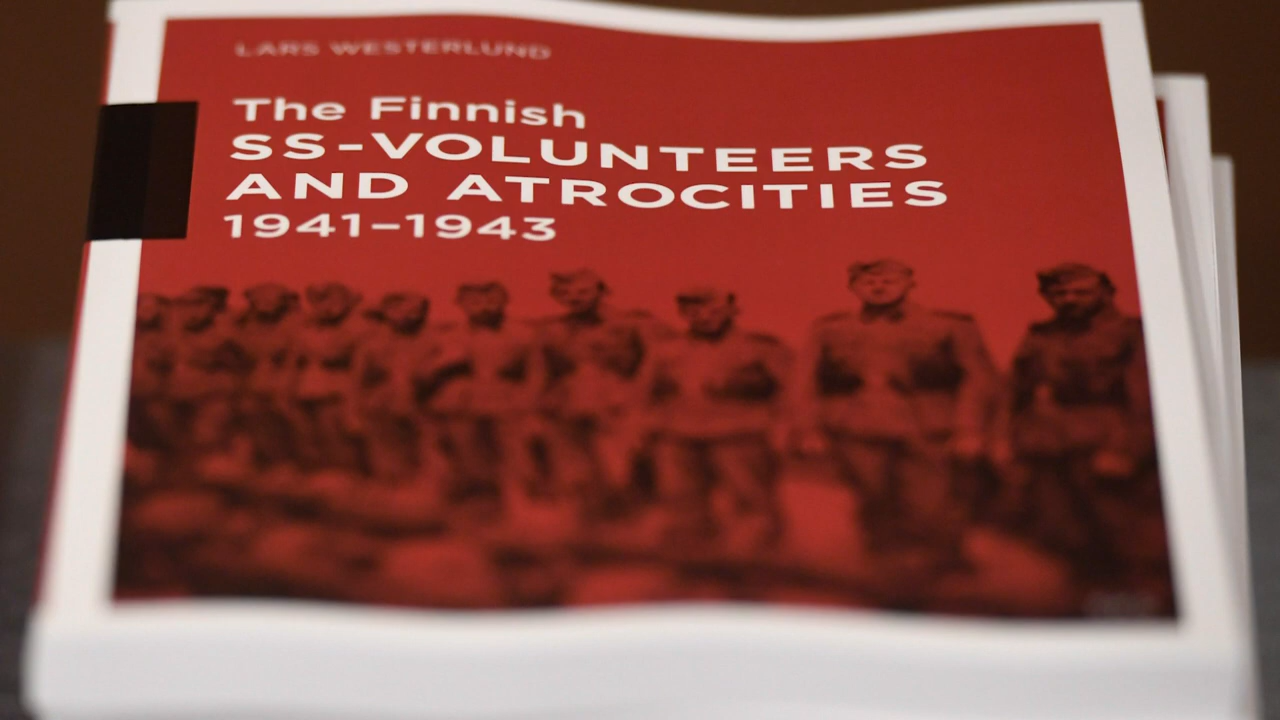 LARS WESTERLUND
The Finnish
SS-VOLUNTEERS
AND ATROCITIES
1941–1943